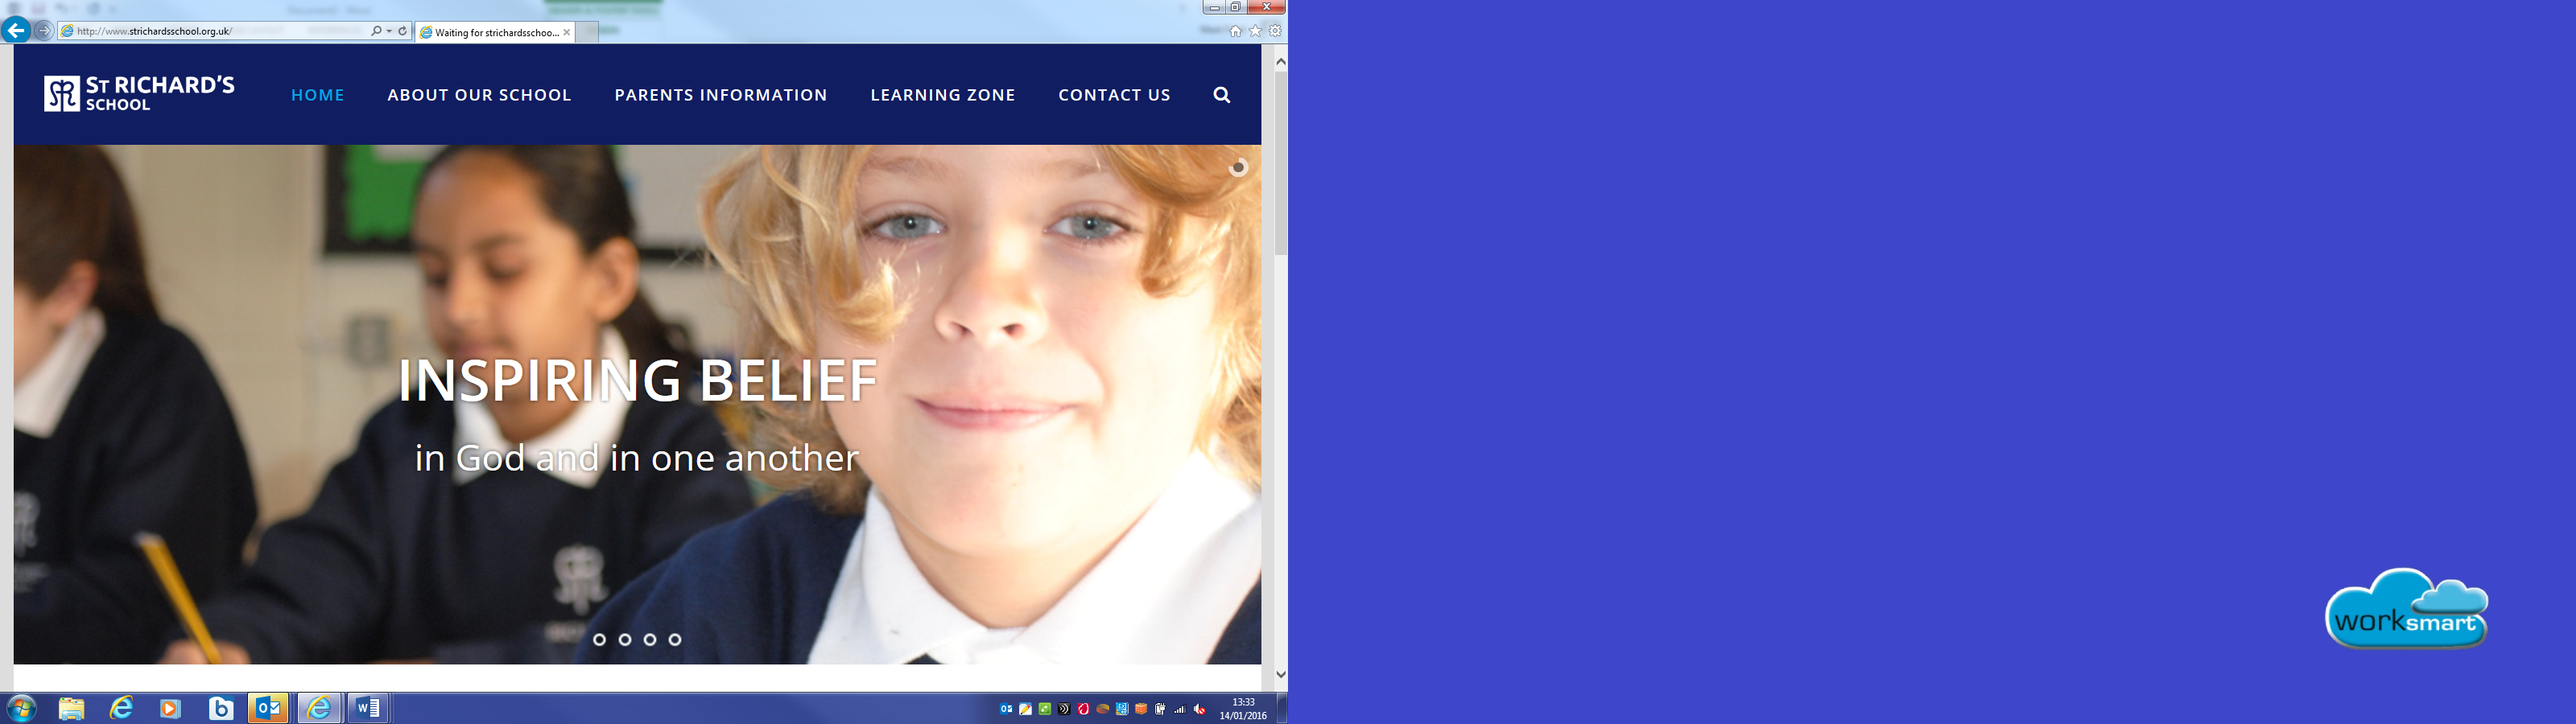 http://www.strichardsschool.org.uk/
Waiting for strichardsschoo...
ST RICHARD'S
SCHOOL
HOME
ABOUT OUR SCHOOL
PARENTS INFORMATION
LEARNING ZONE
CONTACT US
INSPIRING BELIEF
in God and in one another
worksmart
13:33
14/01/2016